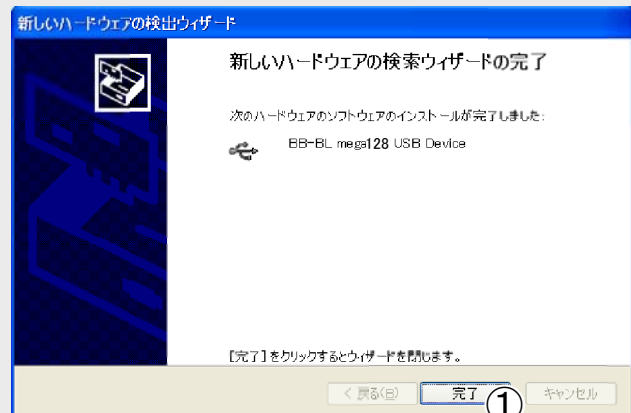 新しいハードウェアの検出ウィザード
新しいハードウェアの検索ウィザードの完了
次のハードウェアのソフトウェアのインストールが完了しました:
BB-BL mega128 USB Device
[完了] をクリックするとウィザードを閉じます。
< 戻る(B) 完了 ① キャンセル